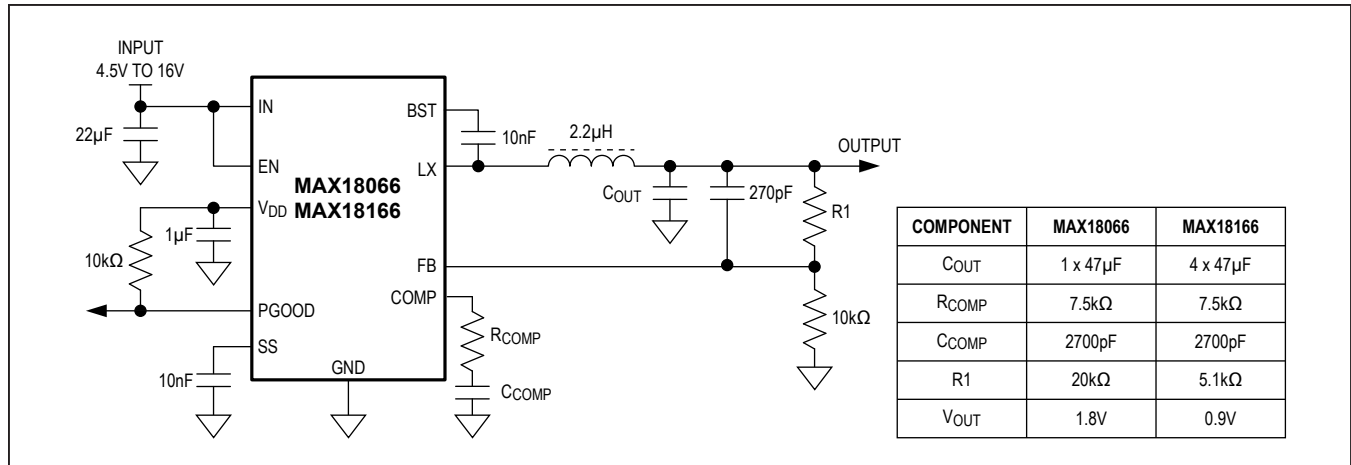 INPUT
4.5V TO 16V
IN
BST
22µF
10nF
2.2µH
OUTPUT
EN
LX
MAX18066
MAX18166
COUT
270pF
R1
VDD
1µF
10kΩ
FB
COMP
PGOOD
RCOMP
10kΩ
SS
GND
10nF
CCOMP
COMPONENT MAX18066 MAX18166
COUT 1 x 47µF 4 x 47µF
RCOMP 7.5kΩ 7.5kΩ
CCOMP 2700pF 2700pF
R1 20kΩ 5.1kΩ
VOUT 1.8V 0.9V